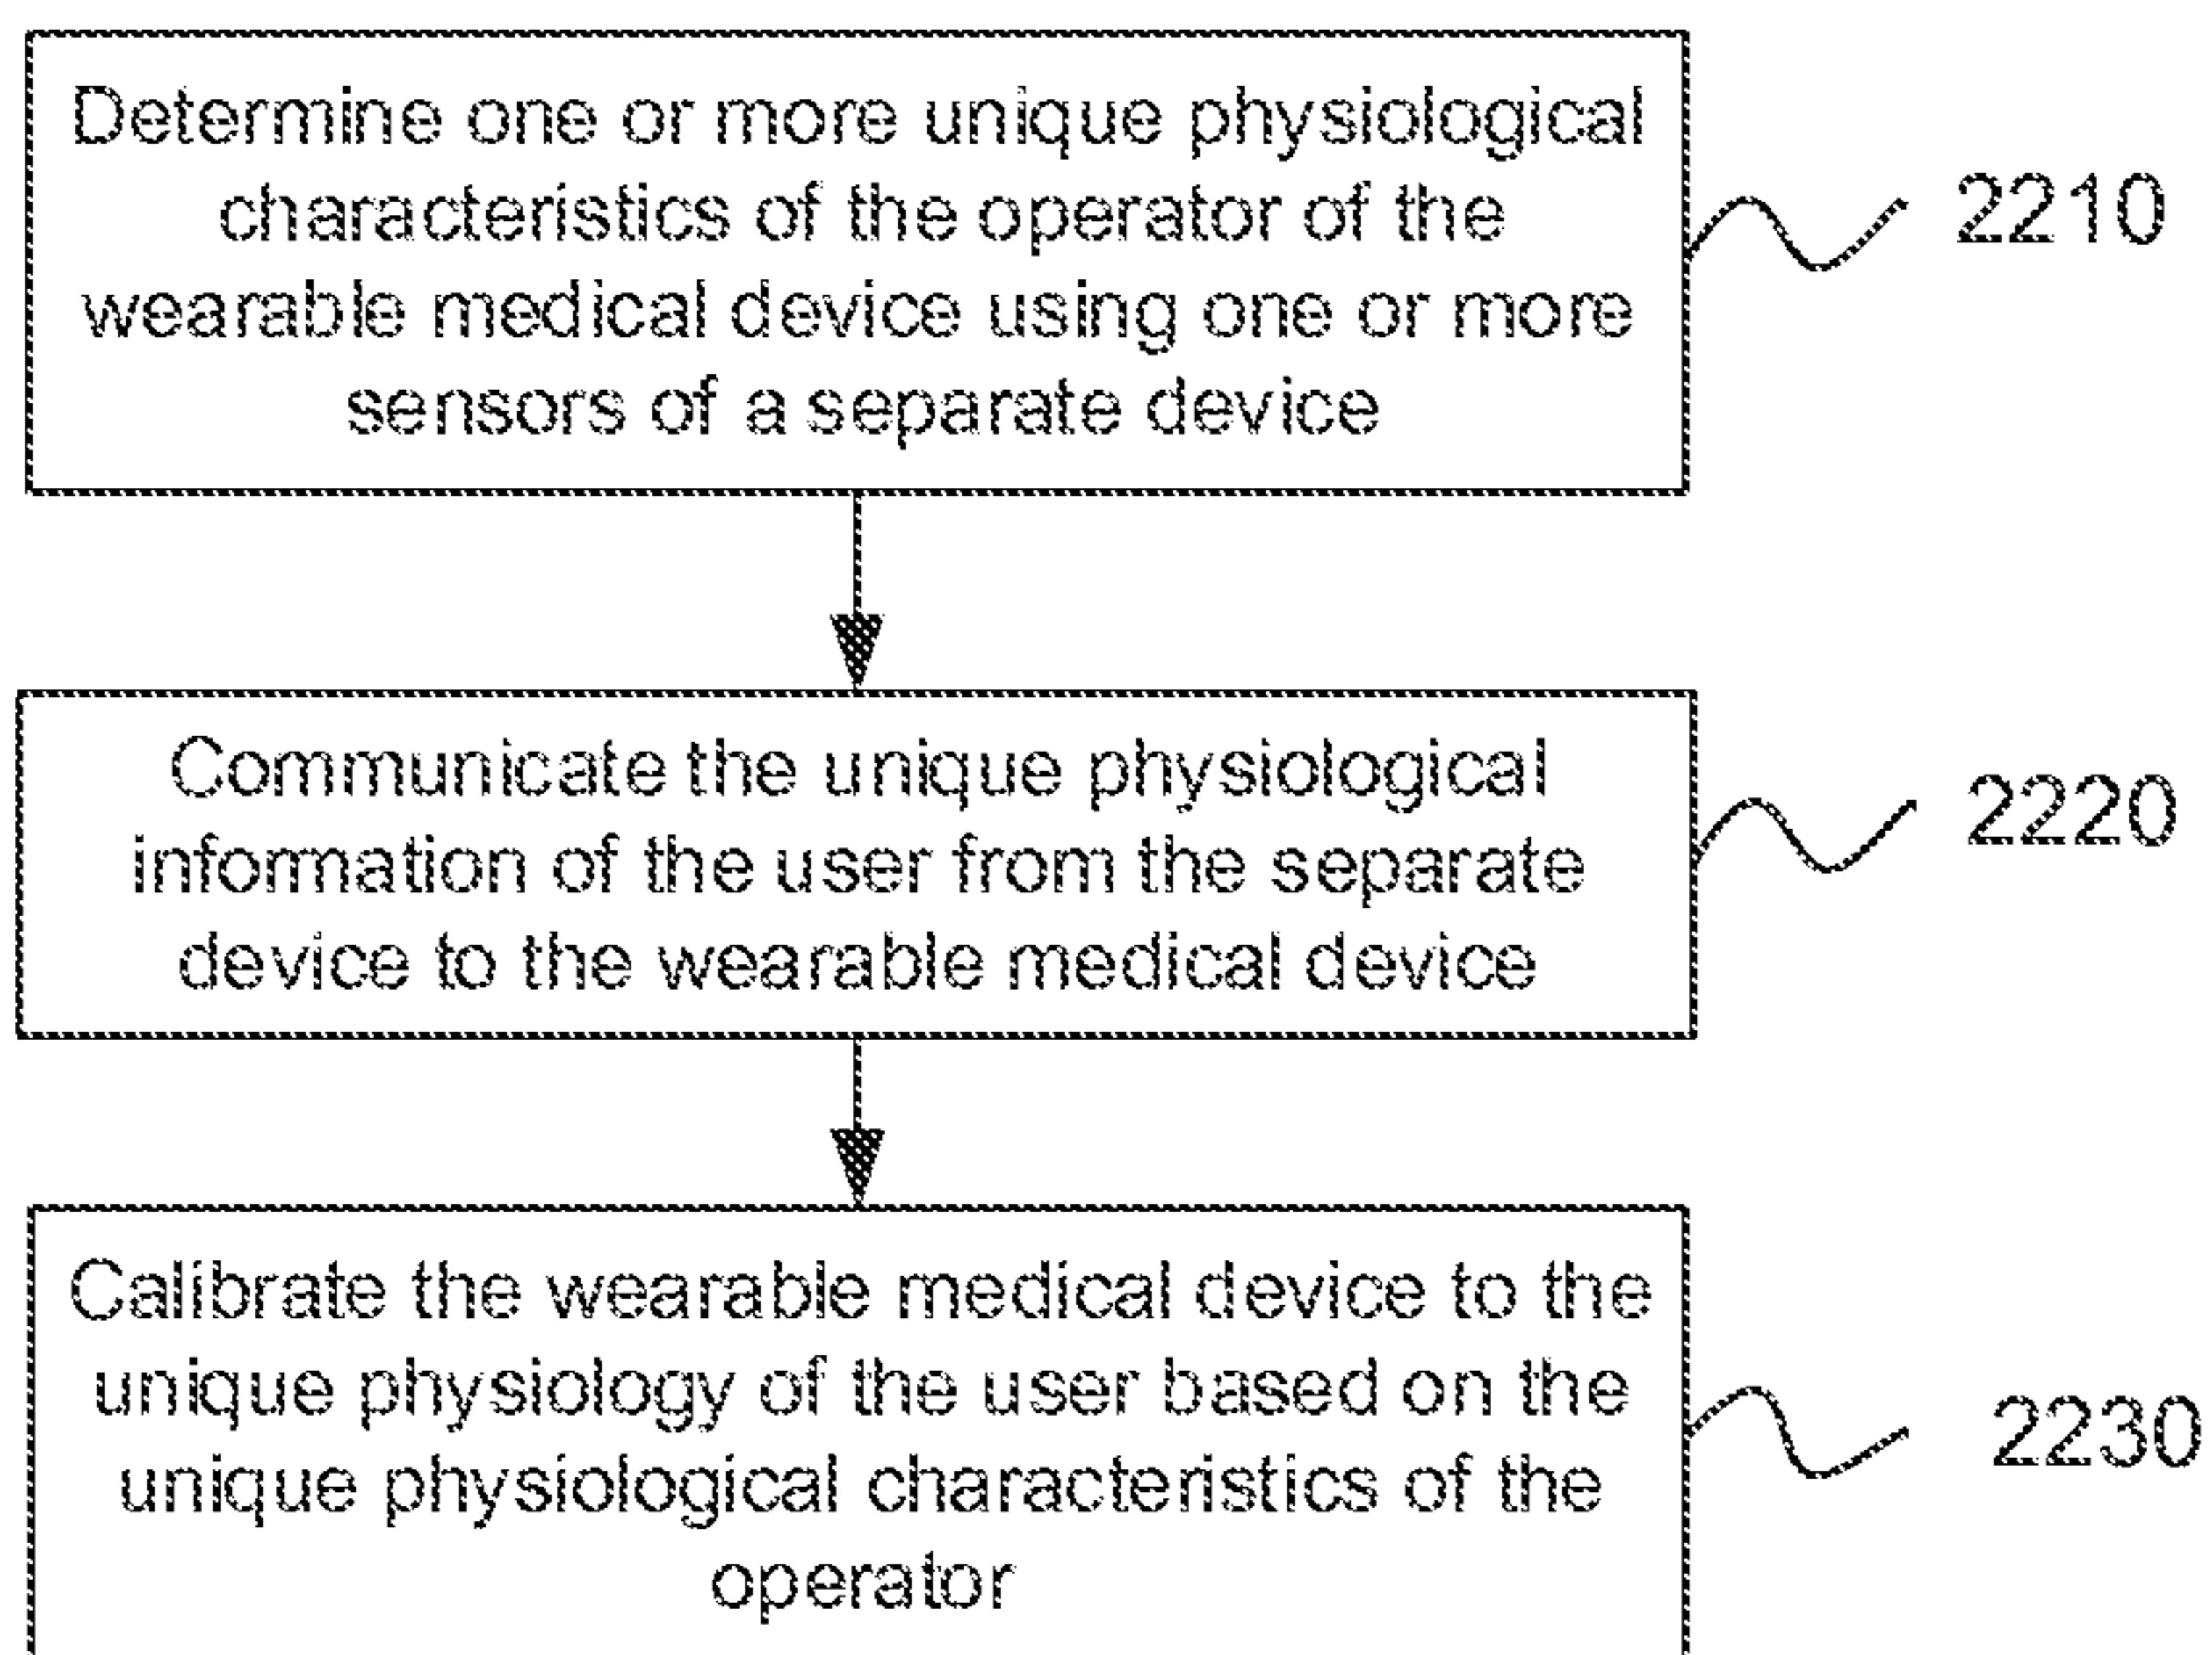 Determine one or more unique physiological
characteristics of the operator of the
wearable medical device using one or more
sensors of a separate device
2210
Communicate the unique physiological
information of the user from the separate
device to the wearable medical device
2220
Calibrate the wearable medical device to the
unique physiology of the user based on the
unique physiological characteristics of the
operator
2230